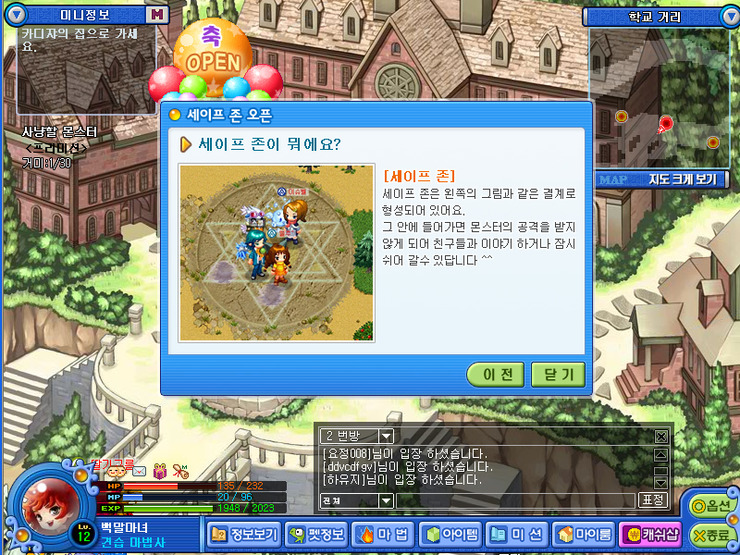 미니정보
M
카디쟈의 집으로 가세
요.
사냥할 몬스터
<프라비션>
거미:1/30
축
OPEN
학교 거리
MAP 지도 크게 보기
세이프 존 오픈
세이프 존이 뭐에요?
[세이프 존]
세이프 존은 왼쪽의 그림과 같은 결계로
형성되어 있어요.
그 안에 들어가면 몬스터의 공격을 받지
않게 되어 친구들과 이야기 하거나 잠시
쉬어 갈수 있답니다 ^^
이 전
닫 기
2 번방
[요정008]님이 입장 하셨습니다.
[ddvcdfgv]님이 입장 하셨습니다.
[하유지]님이 입장 하셨습니다.
전체
표정
HP 135 / 232
MP 20 / 96
EXP 1948 / 2023
Lv. 12
백말마녀
견습 마법사
정보보기
펫정보
마 법
아이템
미 션
마이룸
캐쉬샵
옵션
종료